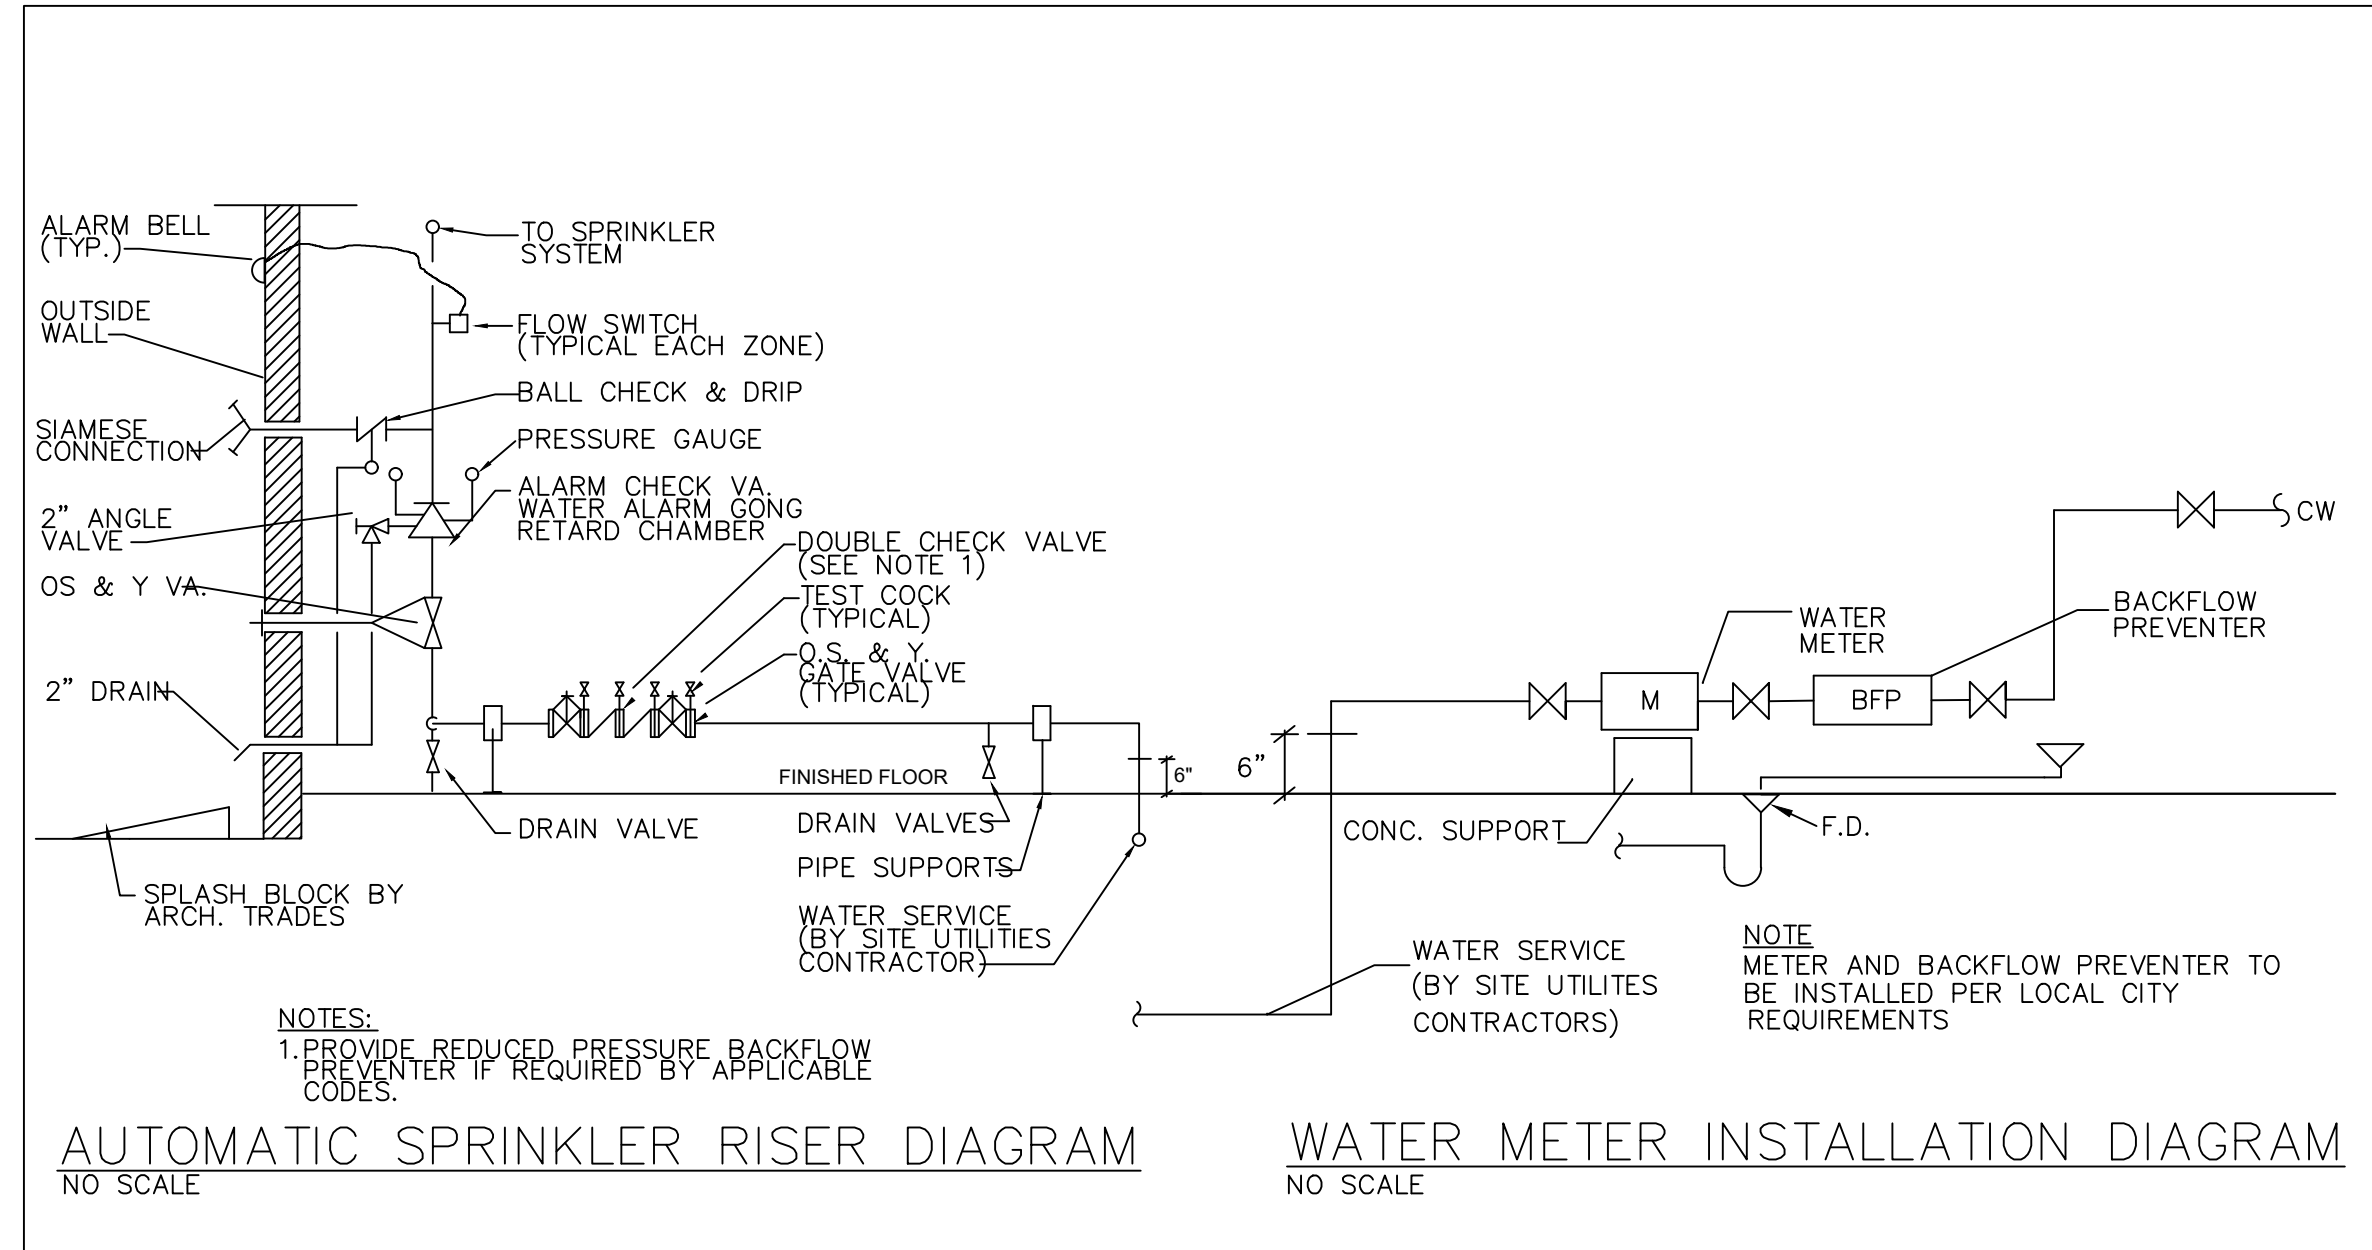 ALARM BELL
(TYP.)
OUTSIDE
WALL
SIAMESE
CONNECTION
2” ANGLE
VALVE
OS & Y VA.
2” DRAIN
SPLASH BLOCK BY
ARCH. TRADES
TO SPRINKLER
SYSTEM
FLOW SWITCH
(TYPICAL EACH ZONE)
BALL CHECK & DRIP
PRESSURE GAUGE
ALARM CHECK VA.
WATER ALARM GONG
RETARD CHAMBER
DOUBLE CHECK VALVE
(SEE NOTE 1)
TEST COCK
(TYPICAL)
O.S. & Y.
GATE VALVE
(TYPICAL)
FINISHED FLOOR
6"
DRAIN VALVE
DRAIN VALVES
PIPE SUPPORTS
WATER SERVICE
(BY SITE UTILITIES
CONTRACTOR)
NOTES:
1. PROVIDE REDUCED PRESSURE BACKFLOW
PREVENTER IF REQUIRED BY APPLICABLE
CODES.
AUTOMATIC SPRINKLER RISER DIAGRAM
NO SCALE
CW
BACKFLOW
PREVENTER
WATER
METER
M
BFP
6”
CONC. SUPPORT
F.D.
WATER SERVICE
(BY SITE UTILITES
CONTRACTORS)
NOTE
METER AND BACKFLOW PREVENTER TO
BE INSTALLED PER LOCAL CITY
REQUIREMENTS
WATER METER INSTALLATION DIAGRAM
NO SCALE